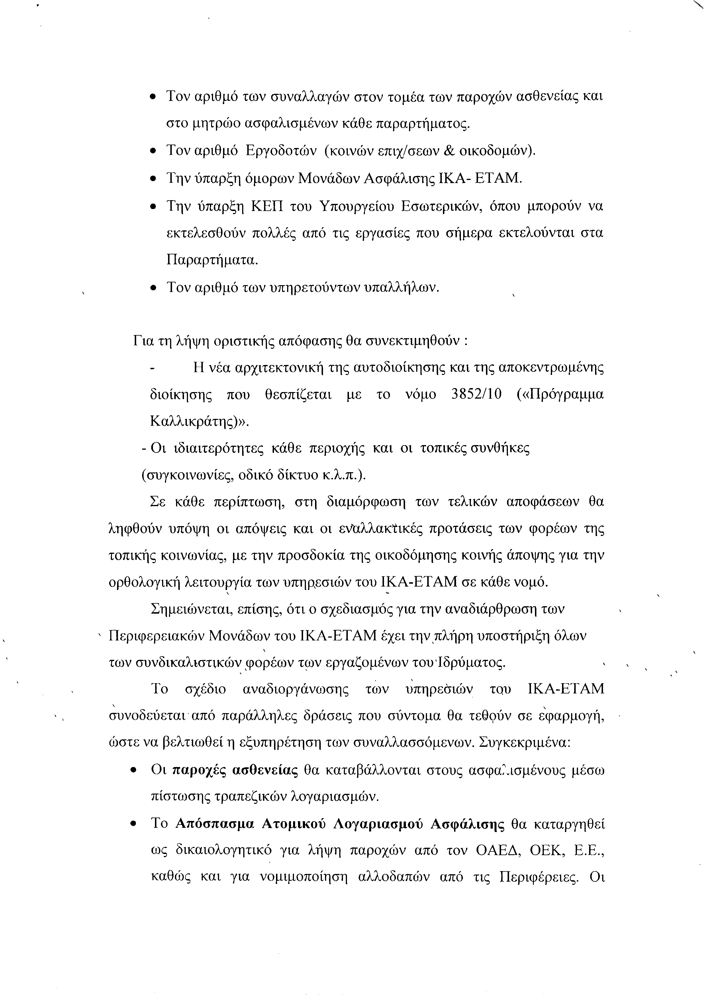 • Τον αριθμό των συναλλαγών στον τομέα των παροχών ασθενείας και
στο μητρώο ασφαλισμένων κάθε παραρτήματος.
• Τον αριθμό Εργοδοτών (κοινών επιχ/σεων & οικοδομών).
• Την ύπαρξη όμορων Μονάδων Ασφάλισης ΙΚΑ- ΕΤΑΜ.
• Την ύπαρξη ΚΕΠ του Υπουργείου Εσωτερικών, όπου μπορούν να
εκτελεσθούν πολλές από τις εργασίες που σήμερα εκτελούνται στα
Παραρτήματα.
• Τον αριθμό των υπηρετούντων υπαλλήλων.
Για τη λήψη οριστικής απόφασης θα συνεκτιμηθούν :
- Η νέα αρχιτεκτονική της αυτοδιοίκησης και της αποκεντρωμένης
διοίκησης που θεσπίζεται με το νόμο 3852/10 («Πρόγραμμα
Καλλικράτης)».
- Οι ιδιαιτερότητες κάθε περιοχής και οι τοπικές συνθήκες
(συγκοινωνίες, οδικό δίκτυο κ.λ.π.).
Σε κάθε περίπτωση, στη διαμόρφωση των τελικών αποφάσεων θα
ληφθούν υπόψη οι απόψεις και οι εναλλακτικές προτάσεις των φορέων της
τοπικής κοινωνίας, με την προσδοκία της οικοδόμησης κοινής άποψης για την
ορθολογική λειτουργία των υπηρεσιών του ΙΚΑ-ΕΤΑΜ σε κάθε νομό.
Σημειώνεται, επίσης, ότι ο σχεδιασμός για την αναδιάρθρωση των
Περιφερειακών Μονάδων του ΙΚΑ-ΕΤΑΜ έχει την πλήρη υποστήριξη όλων
των συνδικαλιστικών φορέων των εργαζομένων του Ιδρύματος.
Το σχέδιο αναδιοργάνωσης των υπηρεσιών του ΙΚΑ-ΕΤΑΜ
συνοδεύεται από παράλληλες δράσεις που σύντομα θα τεθούν σε εφαρμογή,
ώστε να βελτιωθεί η εξυπηρέτηση των συναλλασσόμενων. Συγκεκριμένα:
• Οι παροχές ασθενείας θα καταβάλλονται στους ασφαλισμένους μέσω
πίστωσης τραπεζικών λογαριασμών.
• Το Απόσπασμα Ατομικού Λογαριασμού Ασφάλισης θα καταργηθεί
ως δικαιολογητικό για λήψη παροχών από τον ΟΑΕΔ, ΟΕΚ, Ε.Ε.,
καθώς και για νομιμοποίηση αλλοδαπών από τις Περιφέρειες. Οι